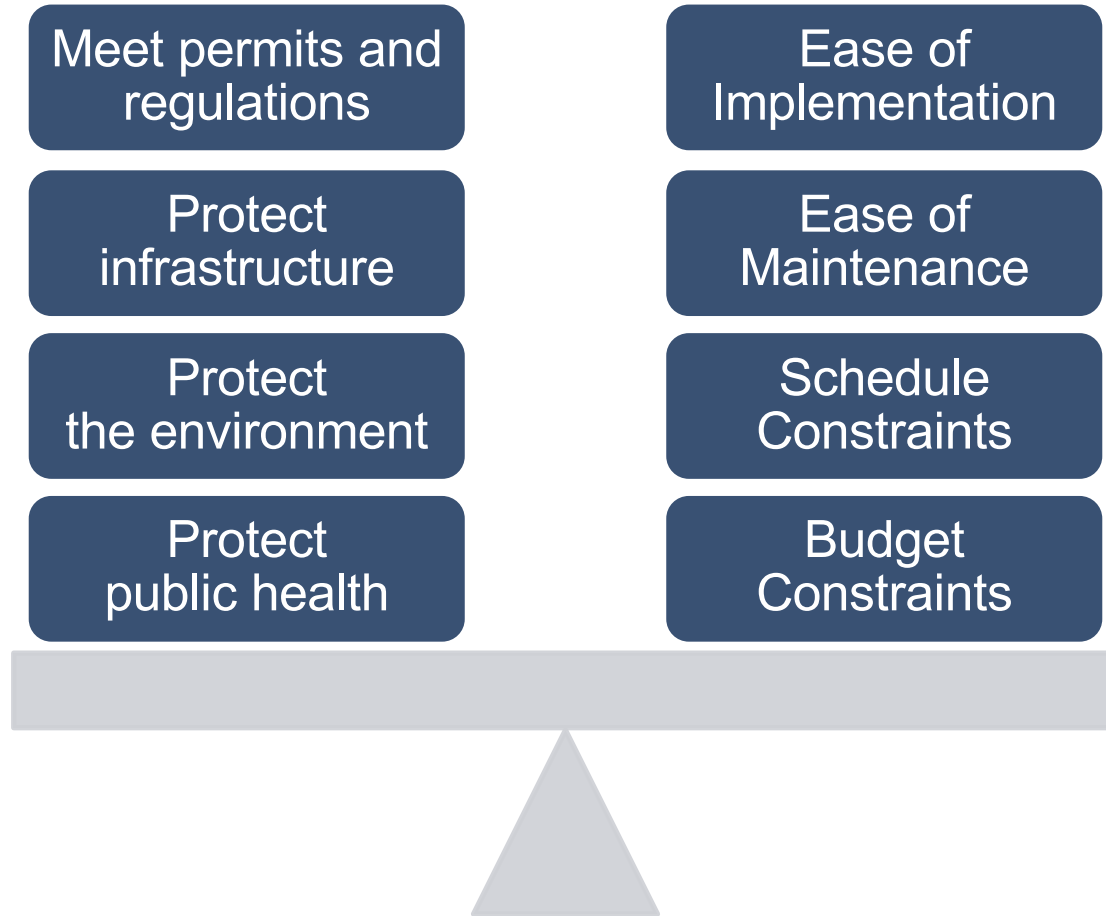 Meet permits and
regulations
Protect
infrastructure
Protect
the environment
Protect
public health
Ease of
Implementation
Ease of
Maintenance
Schedule
Constraints
Budget
Constraints